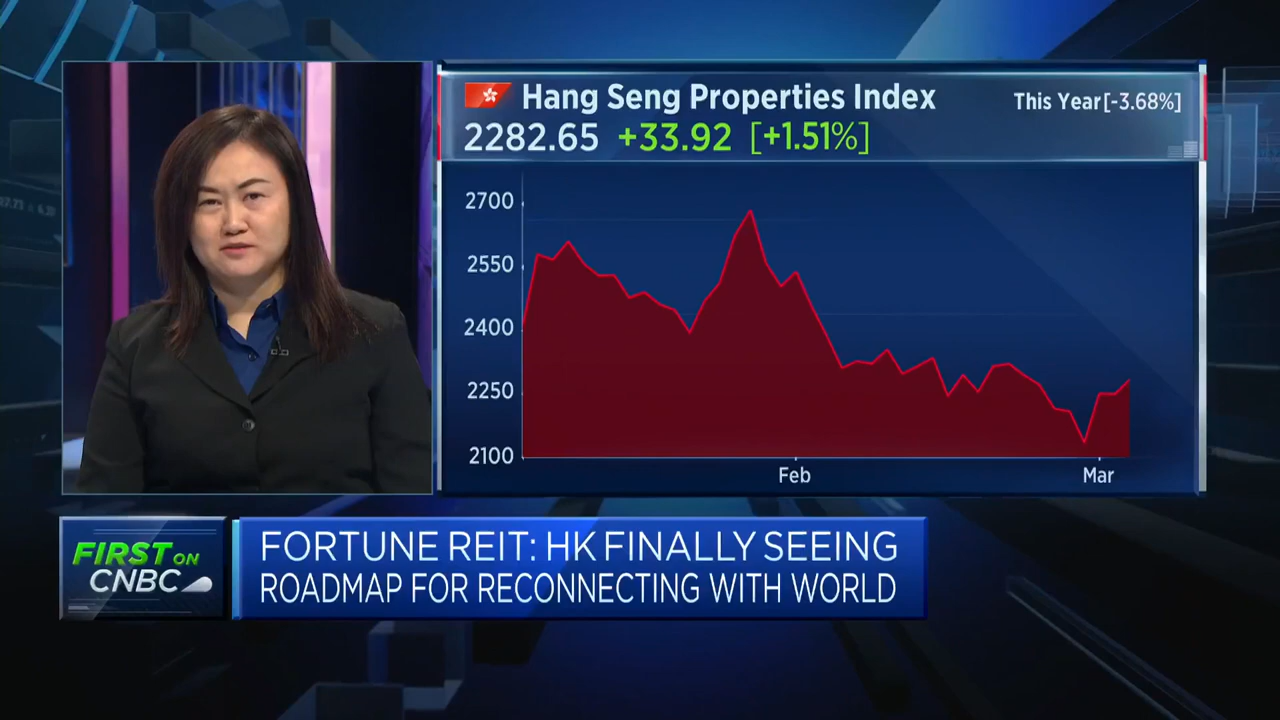 Hang Seng Properties Index
This Year[-3.68%]
2282.65 +33.92 [+1.51%]
2700
2550
2400
2250
2100
Feb
Mar
FIRST ON
CNBC
FORTUNE REIT: HK FINALLY SEEING
ROADMAP FOR RECONNECTING WITH WORLD